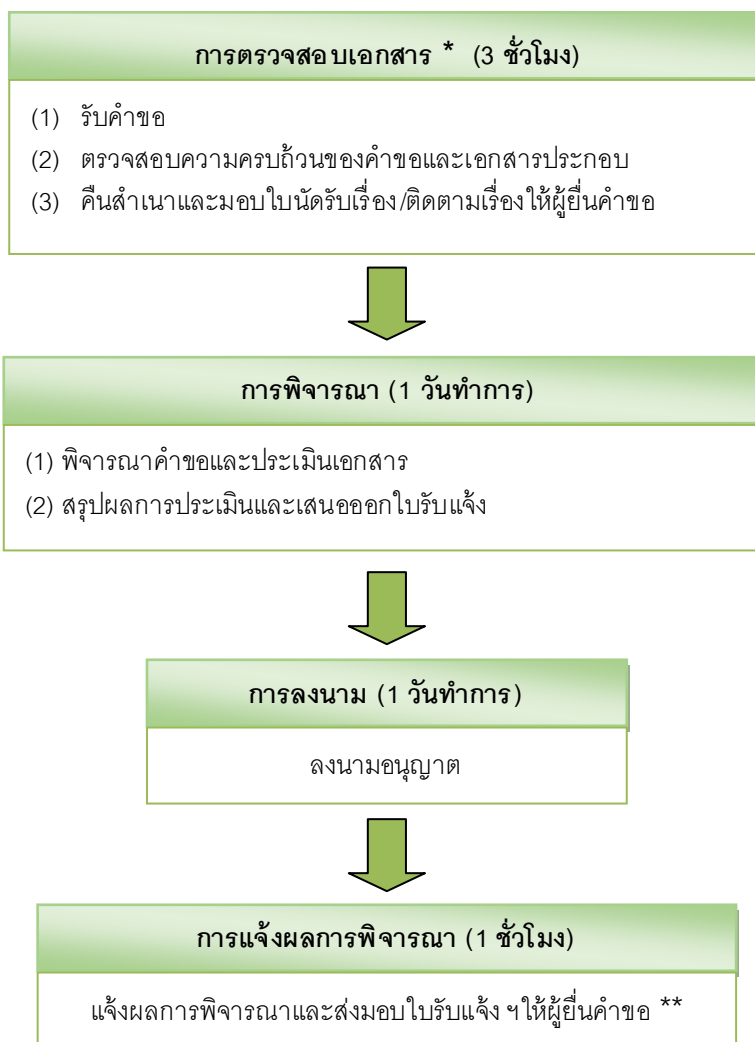 การตรวจสอบเอกสาร * (3 ชั่วโมง)
(1) รับคำขอ
(2) ตรวจสอบความครบถ้วนของคำขอและเอกสารประกอบ
(3) คืนสำเนาและมอบใบนัดรับเรื่อง/ติดตามเรื่องให้ผู้ยื่นคำขอ
การพิจารณา (1 วันทำการ)
(1) พิจารณาคำขอและประเมินเอกสาร
(2) สรุปผลการประเมินและเสนอออกใบรับแจ้ง
การลงนาม (1 วันทำการ)
ลงนามอนุญาต
การแจ้งผลการพิจารณา (1 ชั่วโมง)
แจ้งผลการพิจารณาและส่งมอบใบรับแจ้ง ฯให้ผู้ยื่นคำขอ **